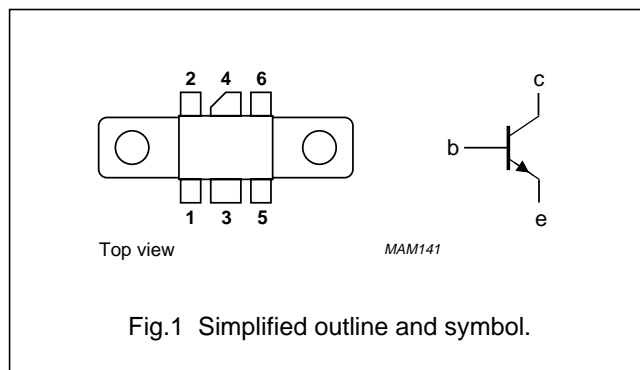 2 4 6
c
b
1 3 5
e
Top view
MAM141
Fig.1 Simplified outline and symbol.